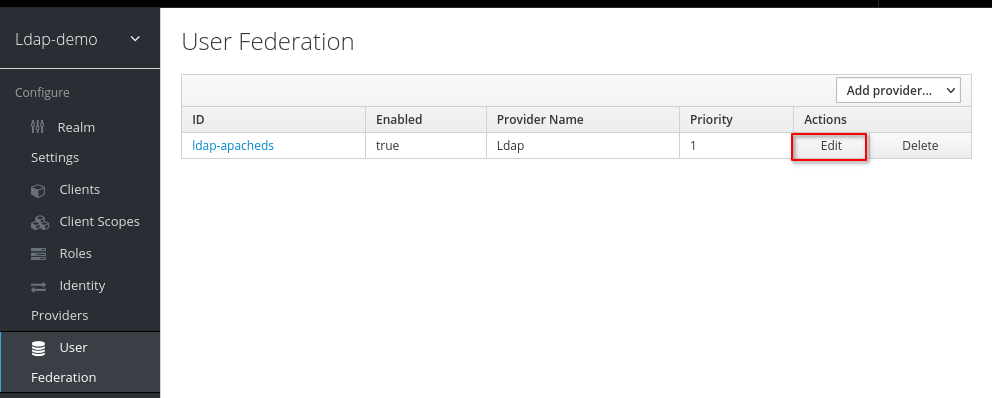 Ldap-demo
User Federation
Configure
Realm
Settings
Clients
Client Scopes
Roles
Identity
Providers
User
Federation
Add provider...
ID Enabled Provider Name Priority Actions
ldap-apacheds true Ldap 1 Edit Delete